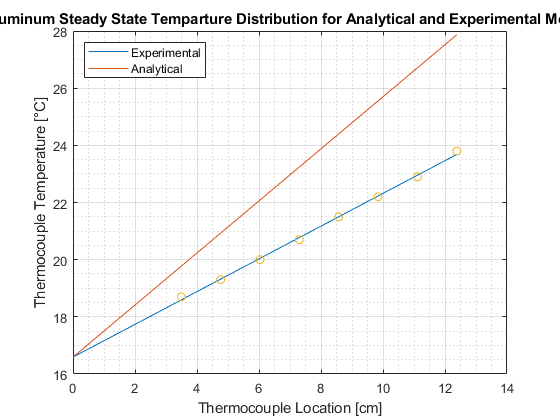 uminum Steady State Temparture Distribution for Analytical and Experimental M
Experimental
Analytical
28
26
24
22
20
18
16
Thermocouple Temperature [°C]
0 2 4 6 8 10 12 14
Thermocouple Location [cm]